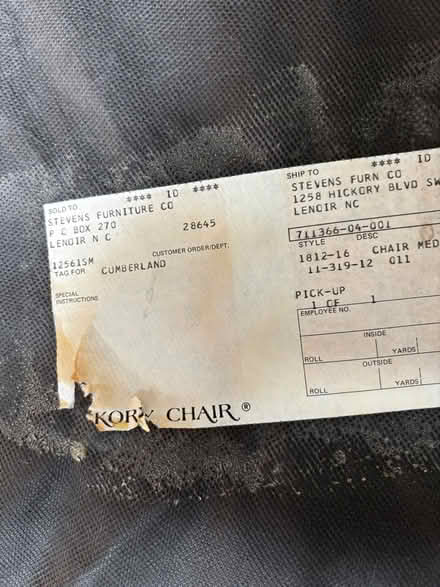 **** ID ****
SOLD TO.
STEVENS FURNITURE CO
P O BOX 270
LENOIR N C 28645
CUSTOMER ORDER/DEPT.
12561SM
TAG FOR CUMBERLAND
SPECIAL
INSTRUCTIONS
KORY CHAIR®
**** ID
SHIP TO
STEVENS FURN CO
1258 HICKORY BLVD SW
LENOIR NC
711366-04-001
STYLE DESC
1812-16 CHAIR MED
11-319-12 011
PICK-UP
1 OF 1
EMPLOYEE NO.
INSIDE
ROLL YARDS
OUTSIDE
ROLL YARDS